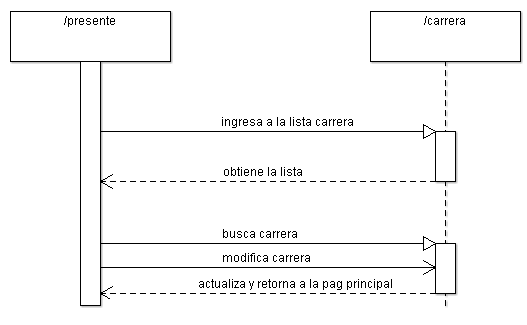 /presente
/carrera
ingresa a la lista carrera
obtiene la lista
busca carrera
modifica carrera
actualiza y retorna a la pag principal